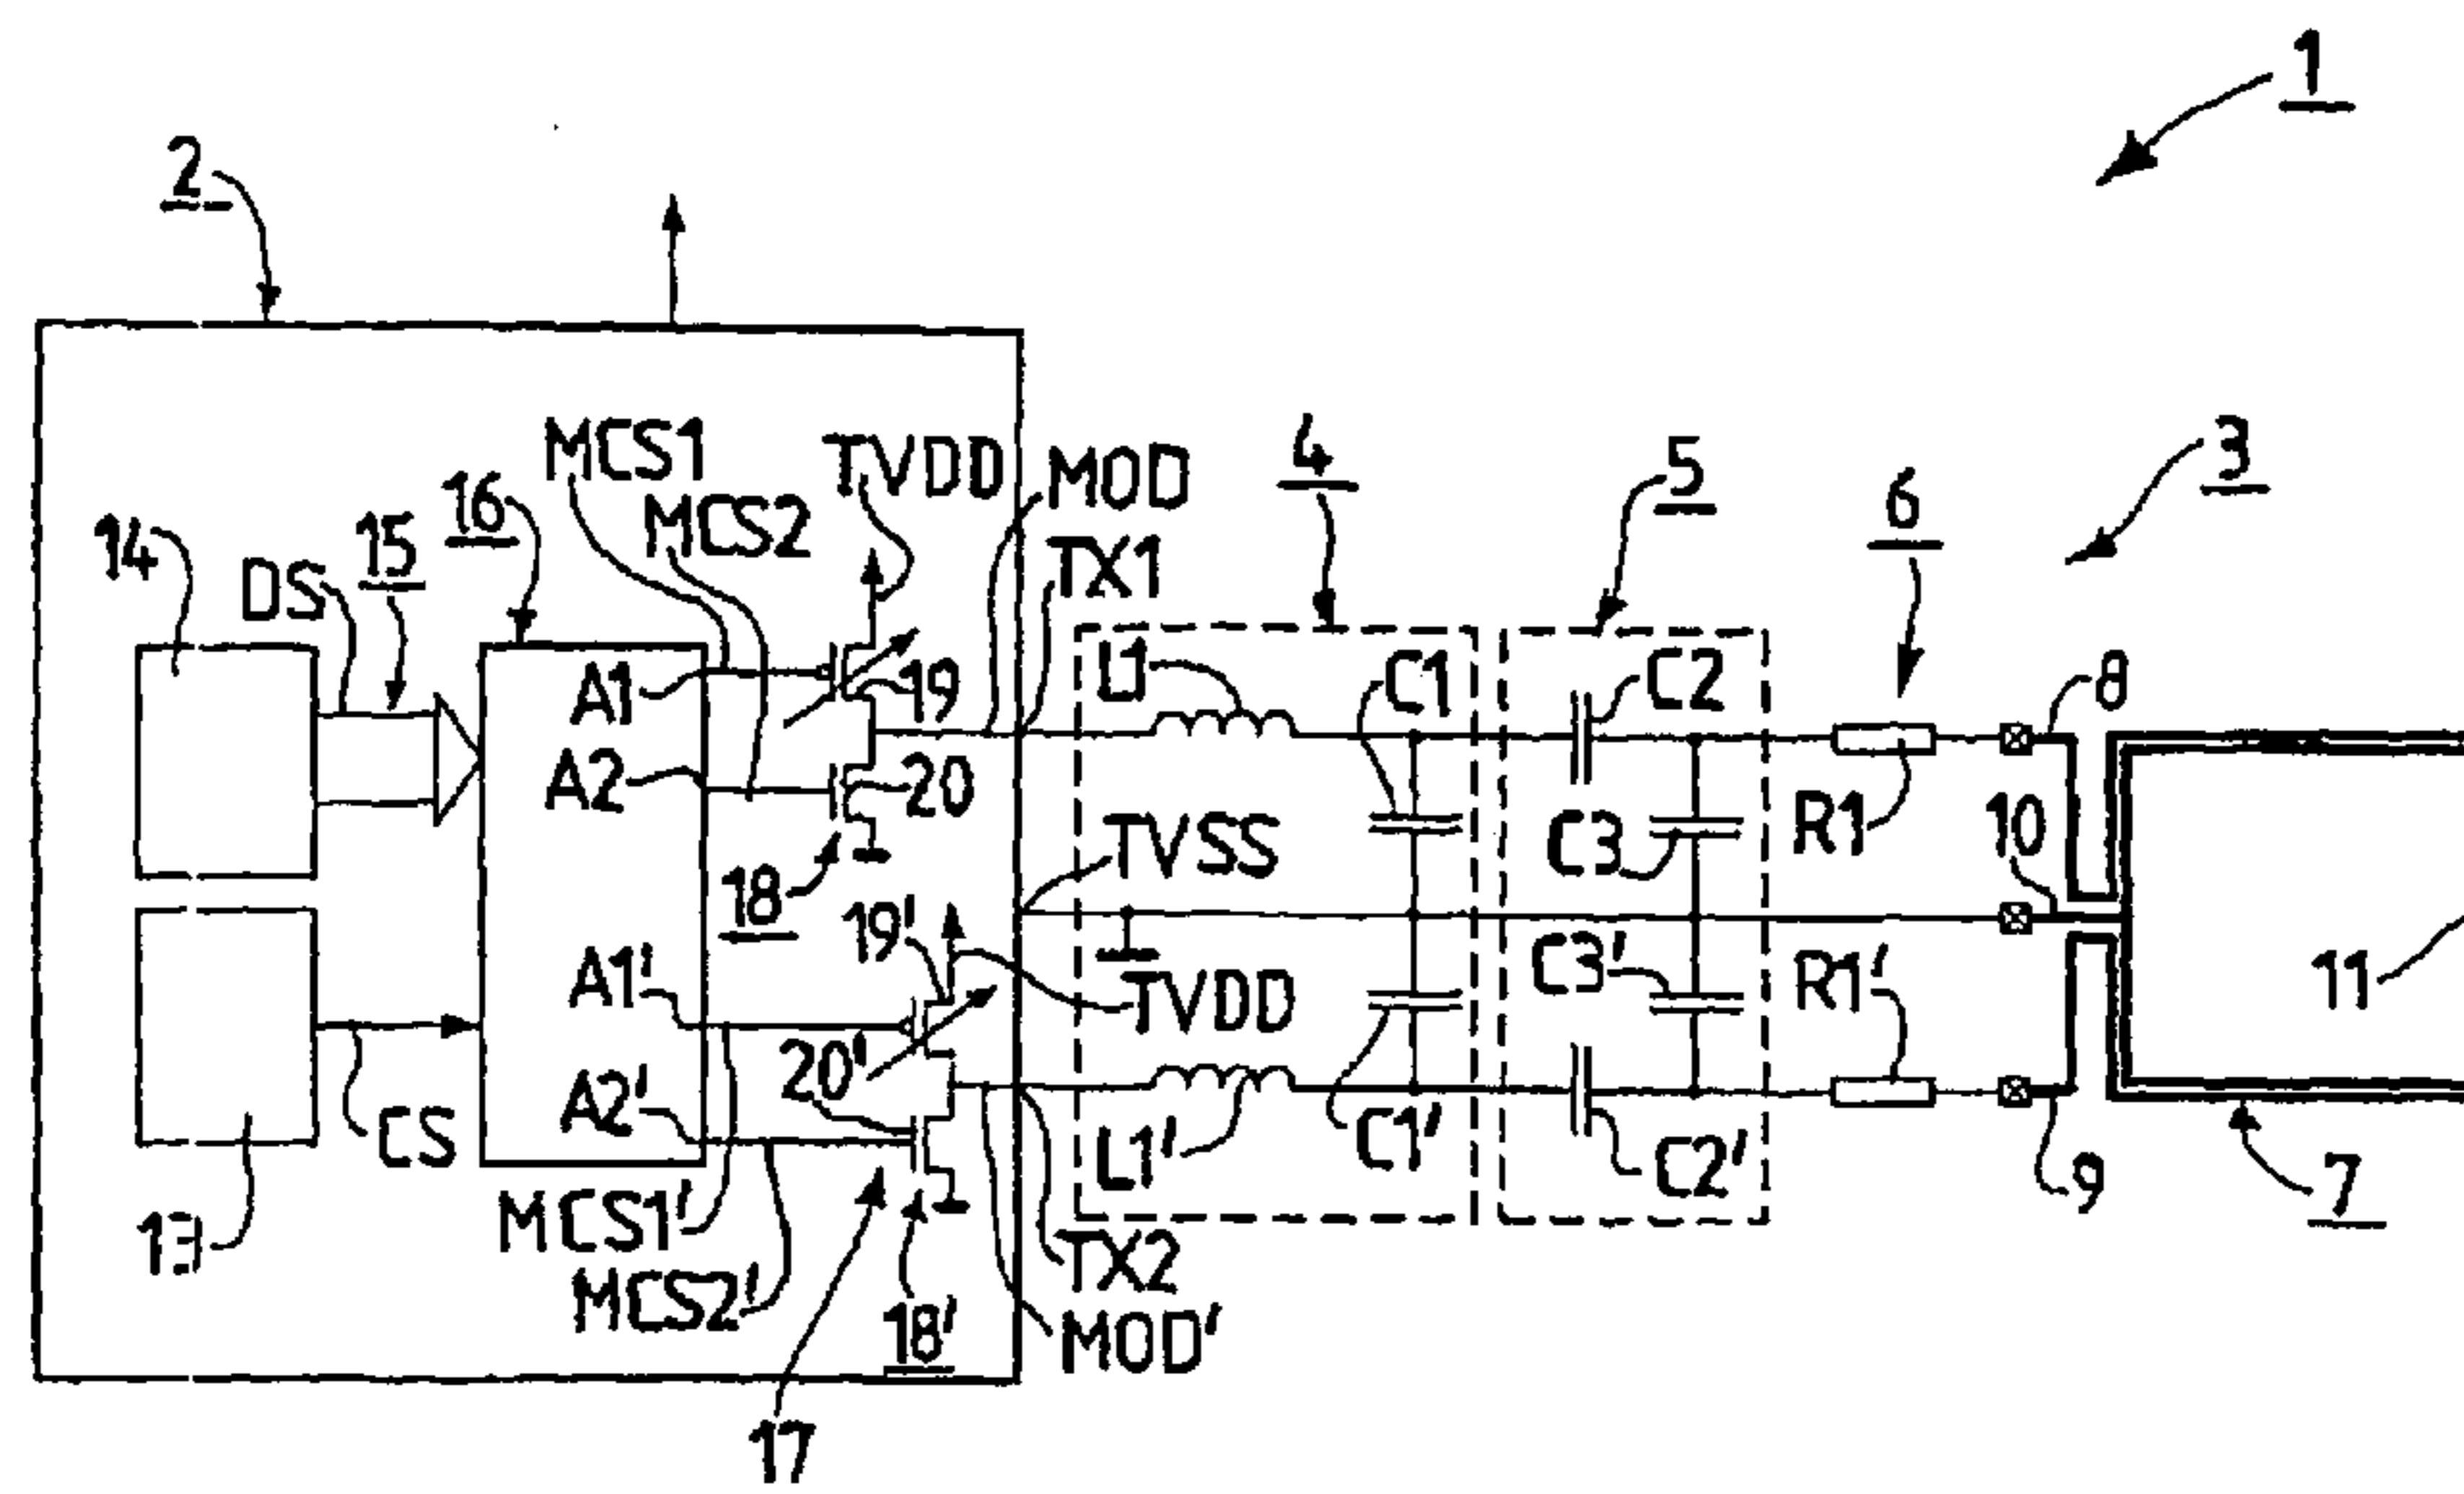 1
2
MCS1
TVDD
MOD
4
5
3
6
16
MCS2
14
15
DS
TX1
A1
19
L1
C1
C2
8
A2
20
TVSS
C3
R1
10
18
19'
A1'
TVDD
C3'
R1'
11
20'
A2'
CS
L1'
C1'
C2'
9
7
13
MCS1'
TX2
MCS2'
18'
MOD'
17